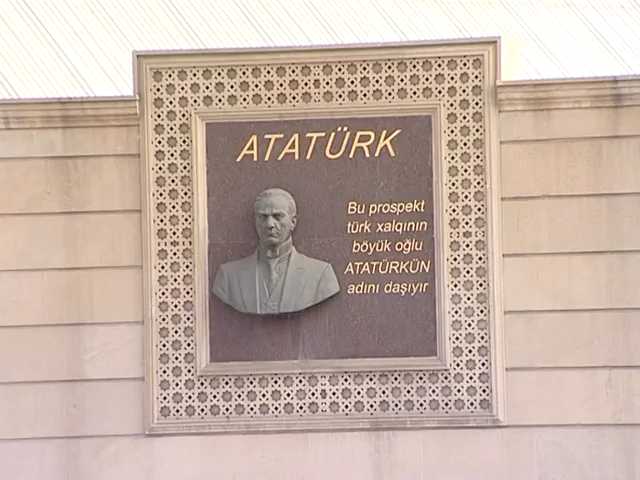 ATATÜRK
Bu prospekt
türk xalqının
böyük oğlu
ATATÜRKÜN
adını daşıyır